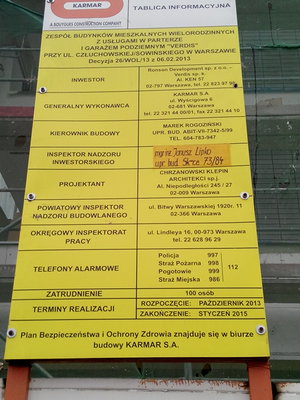 KARMAR
A BOUYGUES CONSTRUCTION COMPANY
TABLICA INFORMACYJNA
ZESPÓŁ BUDYNKÓW MIESZKALNYCH WIELORODZINNYCH
Z USŁUGAMI W PARTERZE
I GARAŻEM PODZIEMNYM "VERDIS"
PRZY UL. CZŁUCHOWSKIEJ/SOWIŃSKIEGO W WARSZAWIE
Decyzja 26/WOL/13 z 06.02.2013
INWESTOR
Ronson Development sp. z o.o. -
Verdis sp. k.
Al. KEN 57
02-797 Warszawa, tel. 22 823 97
GENERALNY WYKONAWCA
KARMAR S.A
ul. Wyścigowa 6
02-681 Warszawa
tel. 22 321 44 00/01, fax 22 321 44 10
KIEROWNIK BUDOWY
MAREK ROGOZIŃSKI
UPR. BUD. ABIT-VII-7342-5/99
TEL. 604-783-947
INSPEKTOR NADZORU
INWESTORSKIEGO
mgr inż Janusz Lipko
upr bud 73/84
PROJEKTANT
CHRZANOWSKI KLEPIN
ARCHITEKCI sp.j.
Al. Niepodległości 245 / 27
02-009 Warszawa
POWIATOWY INSPEKTOR
NADZORU BUDOWLANEGO
ul. Bitwy Warszawskiej 1920r. 11
02-366 Warszawa
OKRĘGOWY INSPEKTORAT
PRACY
ul. Lindleya 16, 00-973 Warszawa
tel. 22 628 96 29
TELEFONY ALARMOWE
Policja 997
Straż Pożarna 998
Pogotowie 999
Straż Miejska 986
112
ZATRUDNIENIE
100 osób
TERMINY REALIZACJI
ROZPOCZĘCIE: PAŹDZIERNIK 2013
ZAKOŃCZENIE: STYCZEŃ 2015
Plan Bezpieczeństwa i Ochrony Zdrowia znajduje się w biurze
budowy KARMAR S.A.